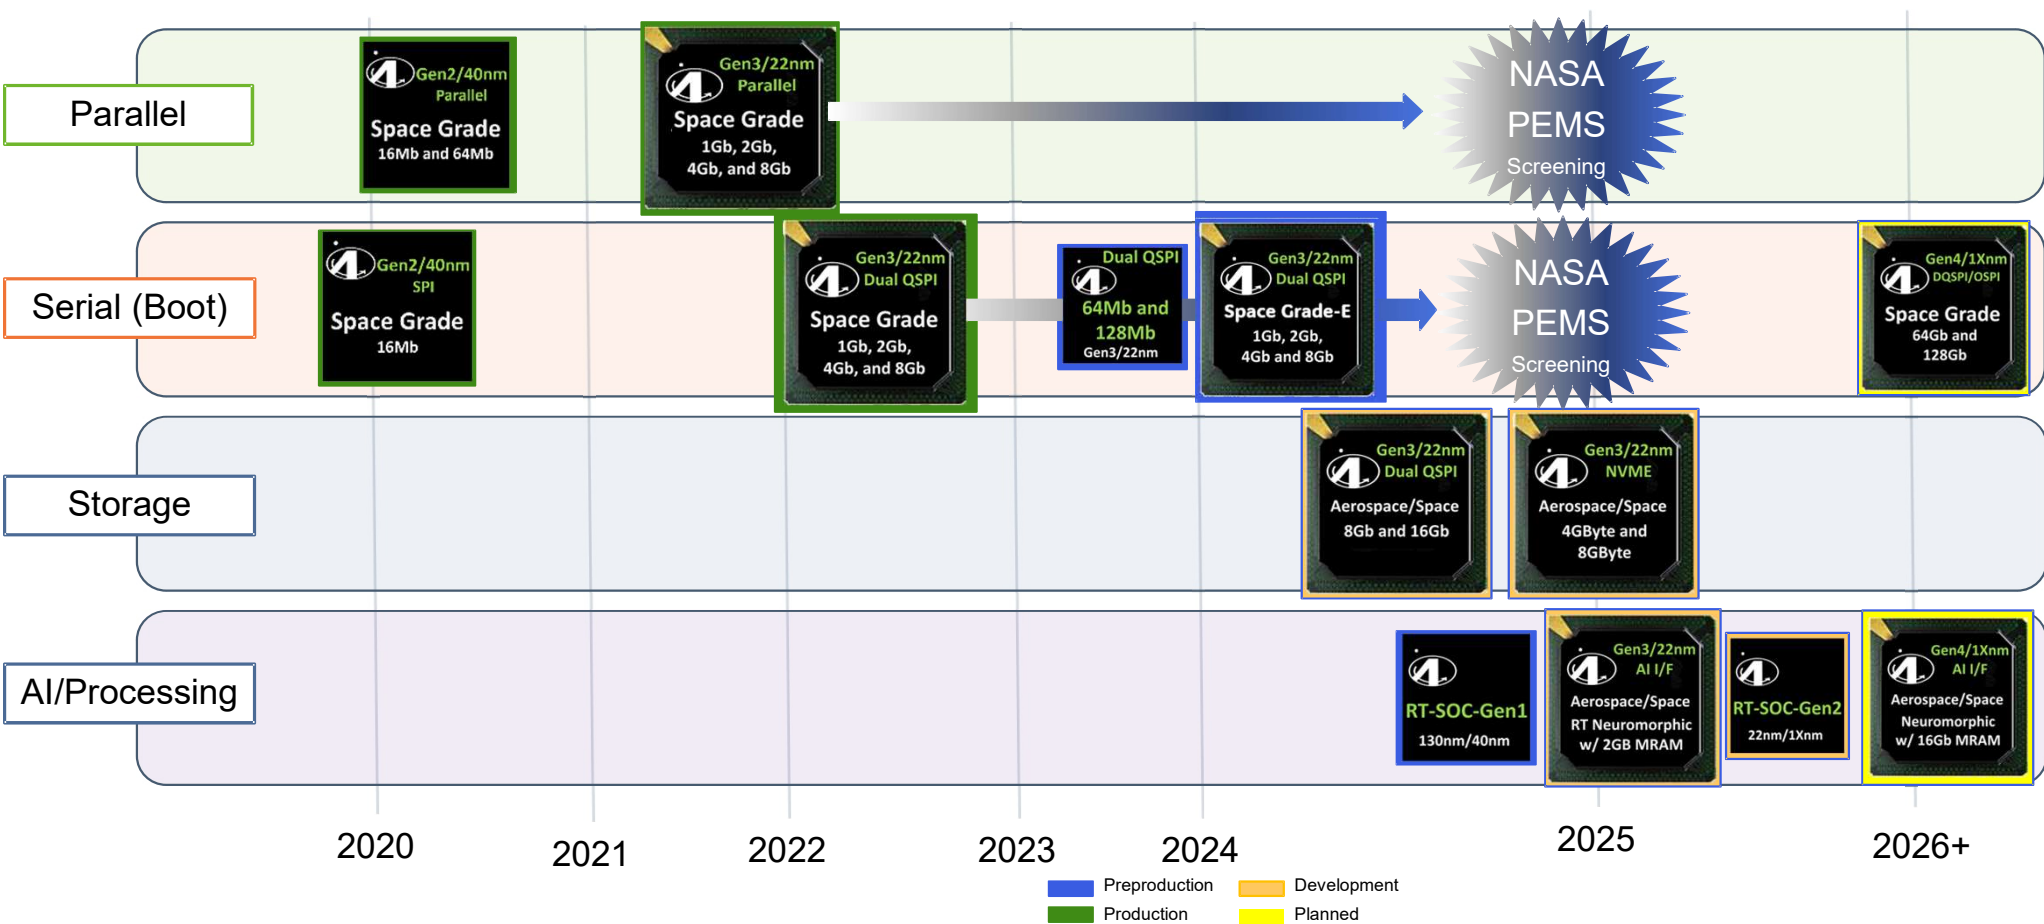 Parallel
Gen2/40nm
Parallel
Space Grade
16Mb and 64Mb
Gen3/22nm
Parallel
Space Grade
1Gb, 2Gb,
4Gb, and 8Gb
NASA
PEMS
Screening
Serial (Boot)
Gen2/40nm
SPI
Space Grade
16Mb
Gen3/22nm
Dual QSPI
Space Grade
1Gb, 2Gb,
4Gb, and 8Gb
Dual QSPI
64Mb and
128Mb
Gen3/22nm
Gen3/22nm
Dual QSPI
Space Grade-E
1Gb, 2Gb,
4Gb and 8Gb
NASA
PEMS
Screening
Gen4/1Xnm
DQSPI/OSPI
Space Grade
64Gb and
128Gb
Storage
Gen3/22nm
Dual QSPI
Aerospace/Space
8Gb and 16Gb
Gen3/22nm
NVME
Aerospace/Space
4GByte and
8GByte
AI/Processing
RT-SOC-Gen1
130nm/40nm
Gen3/22nm
AI I/F
Aerospace/Space
RT Neuromorphic
w/ 2GB MRAM
RT-SOC-Gen2
22nm/1Xnm
Gen4/1Xnm
AI I/F
Aerospace/Space
Neuromorphic
w/ 16Gb MRAM
2020
2021
2022
2023
2024
2025
2026+
Preproduction
Development
Production
Planned